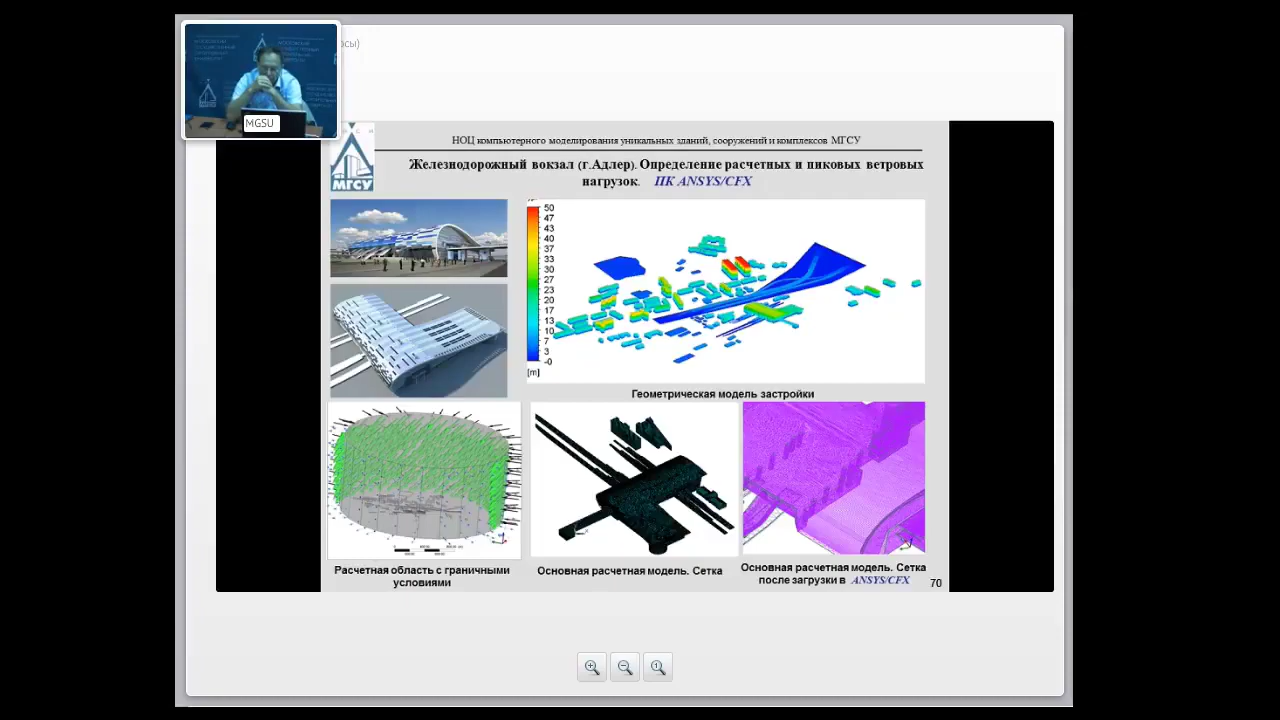 осы)
MGSU
НОЦ компьютерного моделирования уникальных зданий, сооружений и комплексов МГСУ
МГСУ
Железнодорожный вокзал (г.Адлер). Определение расчетных и пиковых ветровых
нагрузок. ПК ANSYS/CFX
50
47
43
40
37
33
30
27
23
20
17
13
10
7
3
-0
[m]
Геометрическая модель застройки
Расчетная область с граничными
условиями
Основная расчетная модель. Сетка
Основная расчетная модель. Сетка
после загрузки в ANSYS/CFX
70